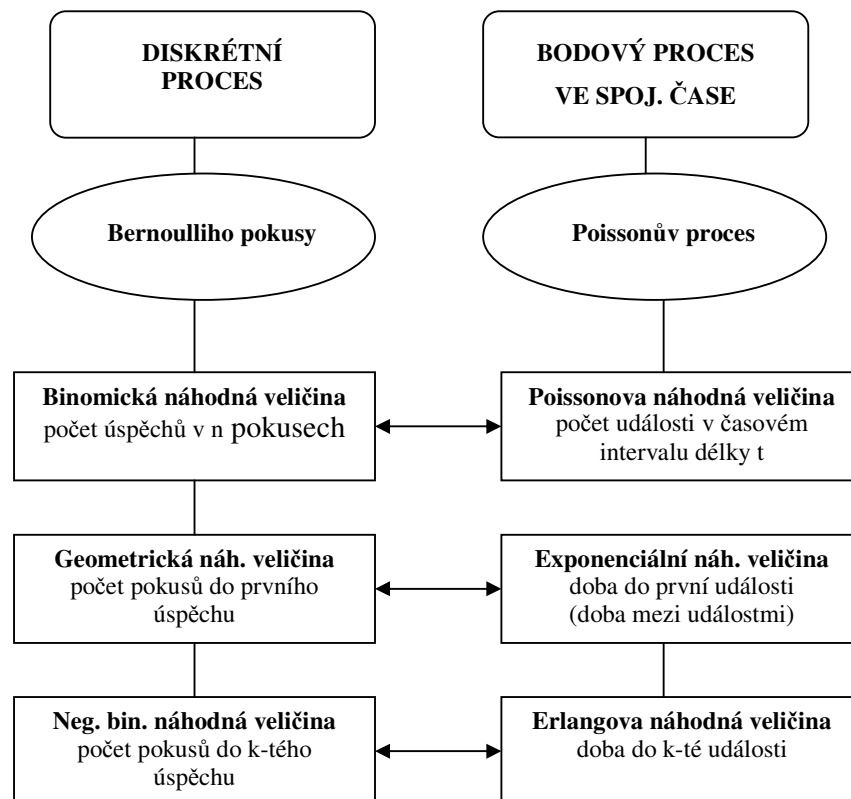 DISKRÉTNÍ
PROCES
BODOVÝ PROCES
VE SPOJ. ČASE
Bernoulliho pokusy
Poissonův proces
Binomická náhodná veličina
počet úspěchů v n pokusech
Poissonova náhodná veličina
počet události v časovém
intervalu délky t
Geometrická náh. veličina
počet pokusů do prvního
úspěchu
Exponenciální náh. veličina
doba do první události
(doba mezi událostmi)
Neg. bin. náhodná veličina
počet pokusů do k-tého
úspěchu
Erlangova náhodná veličina
doba do k-té události